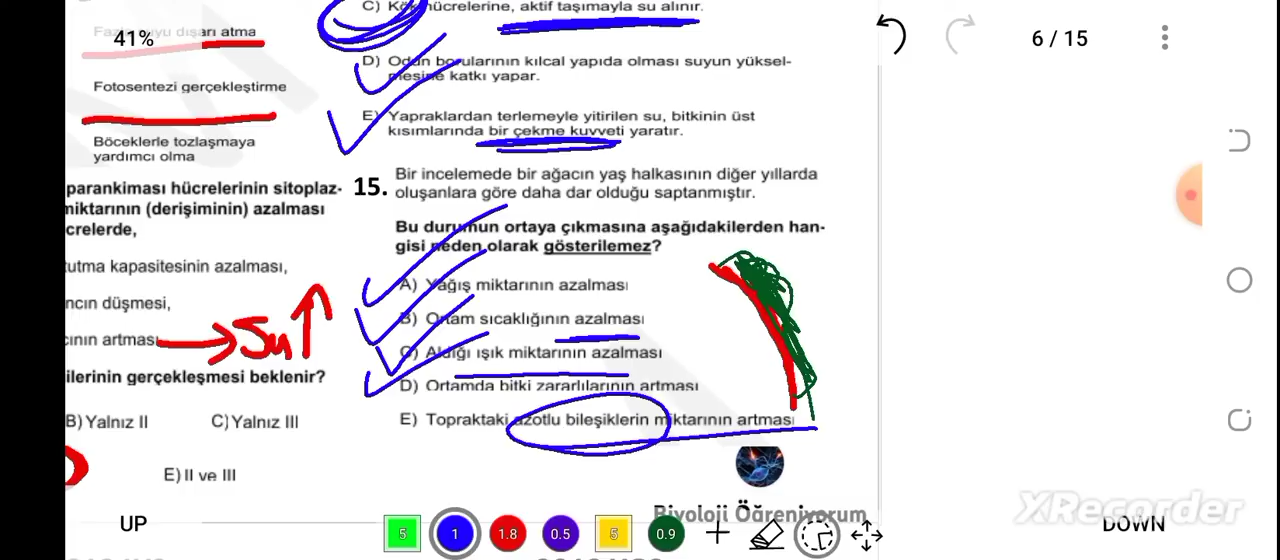 41%
6 / 15
Fazla suyu dışarı atma
Fotosentezi gerçekleştirme
Böceklerle tozlaşmaya
yardımcı olma
parankiması hücrelerinin sitoplaz-
miktarının (derişiminin) azalması
crelerde,
tutma kapasitesinin azalması,
ncın düşmesi,
cının artması
Su
ilerinin gerçekleşmesi beklenir?
B) Yalnız II C) Yalnız III
E) II ve III
C) Kök hücrelerine, aktif taşımayla su alınır.
D) Odun borularının kılcal yapıda olması suyun yüksel-
mesine katkı yapar.
E) Yapraklardan terlemeyle yitirilen su, bitkinin üst
kısımlarında bir çekme kuvveti yaratır.
15. Bir incelemede bir ağacın yaş halkasının diğer yıllarda
oluşanlara göre daha dar olduğu saptanmıştır.
Bu durumun ortaya çıkmasına aşağıdakilerden han-
gisi neden olarak gösterilemez?
A) Yağış miktarının azalması
B) Ortam sıcaklığının azalması
C) Aldığı ışık miktarının azalması
D) Ortamda bitki zararlılarının artması
E) Topraktaki azotlu bileşiklerin miktarının artması
Biyoloji Öğreniyorum
UP
5 1 1.8 0.5 5 0.9
XRecorder
DOWN